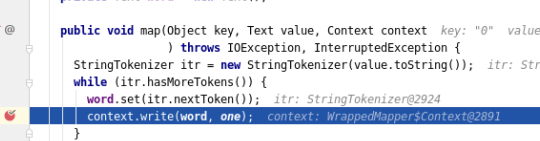 @ public void map(Object key, Text value, Context context key: "0" value
) throws IOException, InterruptedException {
StringTokenizer itr = new StringTokenizer(value.toString()); itr: Str
while (itr.hasMoreTokens()) {
word.set(itr.nextToken()); itr: StringTokenizer@2924
context.write(word, one); context: WrappedMapper$Context@2891
}